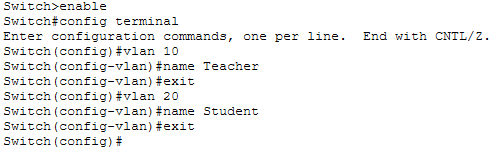 Switch>enable
Switch#config terminal
Enter configuration commands, one per line.  End with CNTL/Z.
Switch(config)#vlan 10
Switch(config-vlan)#name Teacher
Switch(config-vlan)#exit
Switch(config)#vlan 20
Switch(config-vlan)#name Student
Switch(config-vlan)#exit
Switch(config)#